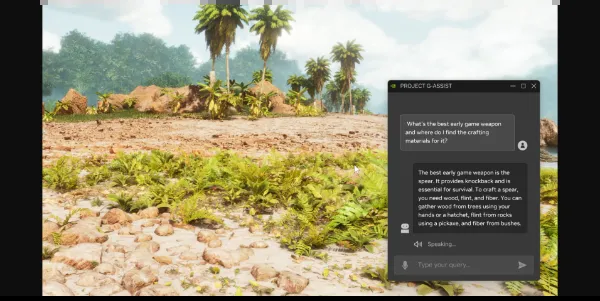 PROJECT G-ASSIST
What's the best early game weapon
and where do I find the crafting
materials for it?
The best early game weapon is the
spear. It provides knockback and is
essential for survival. To craft a spear,
you need wood, flint, and fiber. You can
gather wood from trees using your
hands or a hatchet, flint from rocks
using a pickaxe, and fiber from bushes.
Speaking...
Type your query...